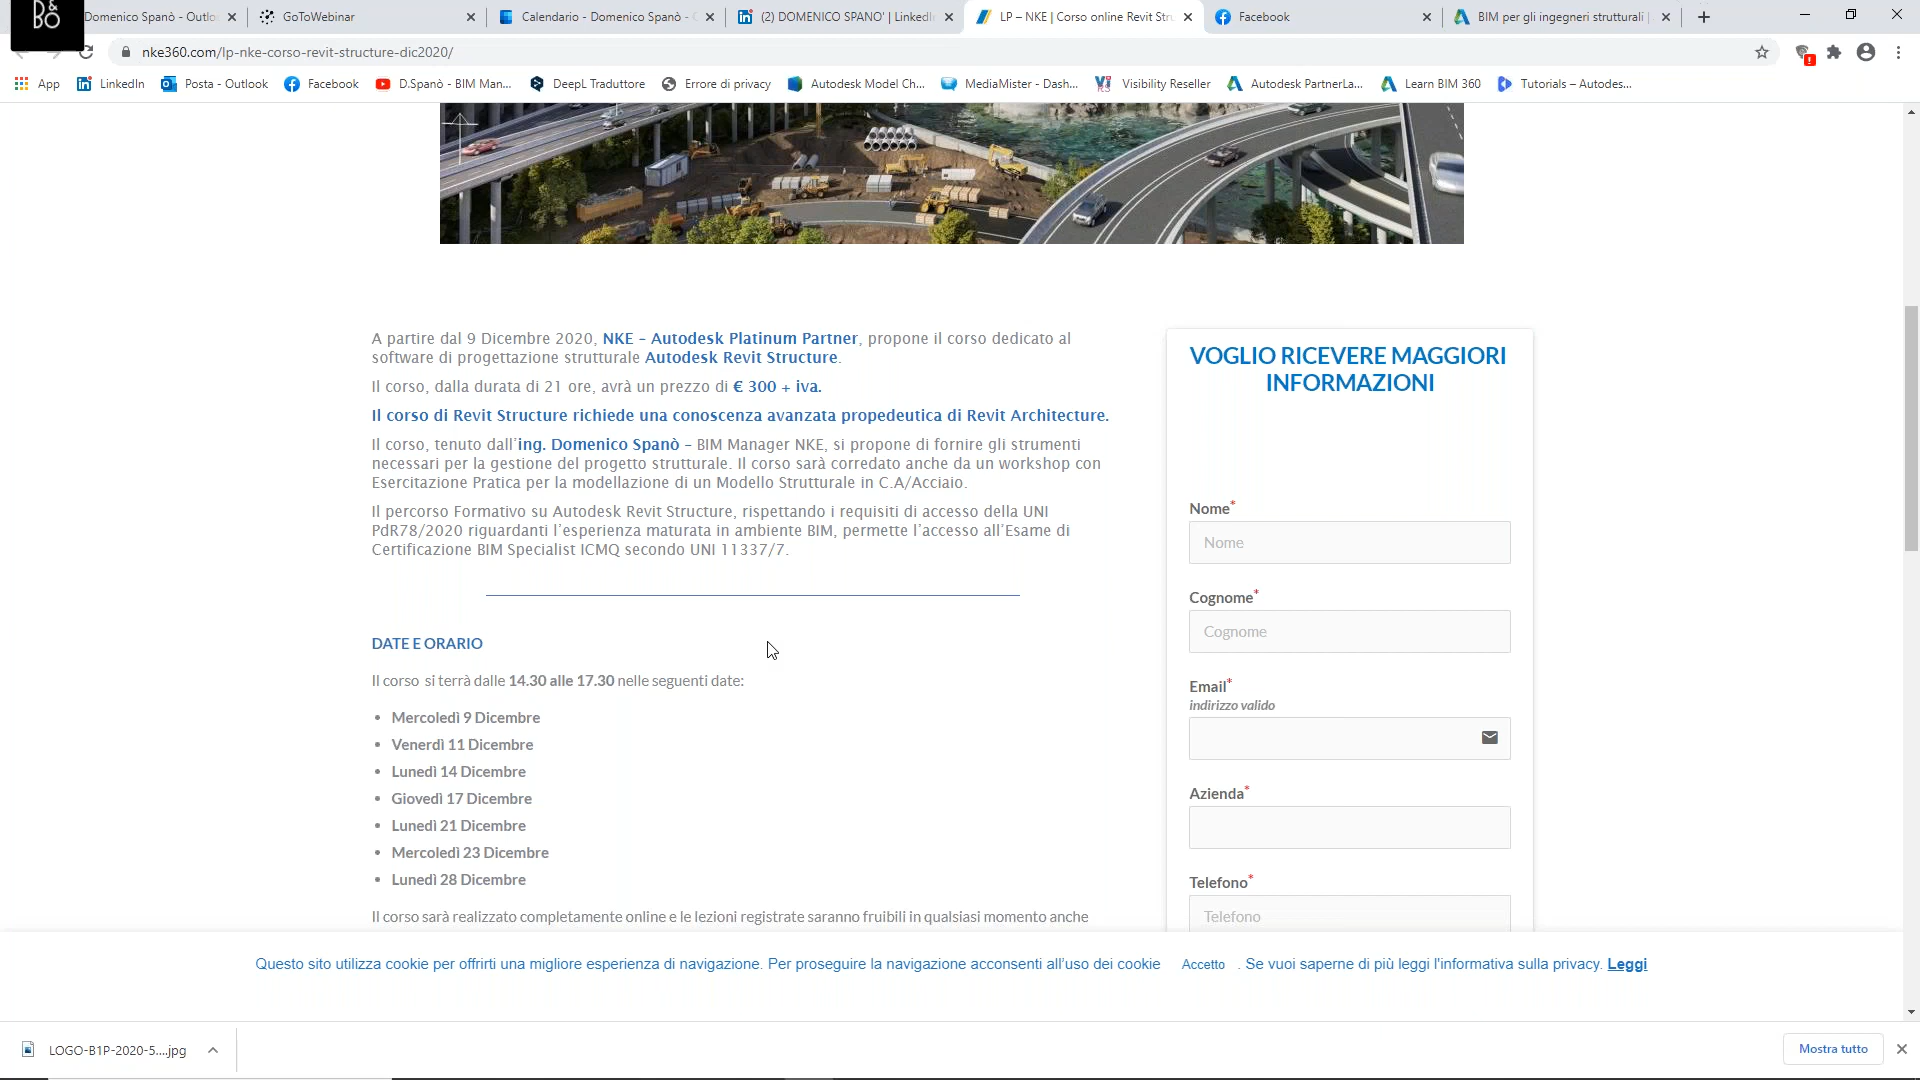 B&
BO
Domenico Spanò - Outlo
GoToWebinar
Calendario - Domenico Spanò -
(2) DOMENICO SPANO' | LinkedIn
LP – NKE | Corso online Revit Stru
Facebook
BIM per gli ingegneri strutturali |
nke360.com/lp-nke-corso-revit-structure-dic2020/
App
LinkedIn
Posta - Outlook
Facebook
D.Spanò - BIM Man...
DeepL Traduttore
Errore di privacy
Autodesk Model Ch...
MediaMister - Dash...
Visibility Reseller
Autodesk PartnerLa...
Learn BIM 360
Tutorials – Autodes...
A partire dal 9 Dicembre 2020, NKE – Autodesk Platinum Partner, propone il corso dedicato al
software di progettazione strutturale Autodesk Revit Structure.
Il corso, dalla durata di 21 ore, avrà un prezzo di € 300 + iva.
Il corso di Revit Structure richiede una conoscenza avanzata propedeutica di Revit Architecture.
Il corso, tenuto dall'ing. Domenico Spanò – BIM Manager NKE, si propone di fornire gli strumenti
necessari per la gestione del progetto strutturale. Il corso sarà corredato anche da un workshop con
Esercitazione Pratica per la modellazione di un Modello Strutturale in C.A/Acciaio.
Il percorso Formativo su Autodesk Revit Structure, rispettando i requisiti di accesso della UNI
PdR78/2020 riguardanti l'esperienza maturata in ambiente BIM, permette l'accesso all'Esame di
Certificazione BIM Specialist ICMQ secondo UNI 11337/7.
DATE E ORARIO
Il corso si terrà dalle 14.30 alle 17.30 nelle seguenti date:
• Mercoledì 9 Dicembre
• Venerdì 11 Dicembre
• Lunedì 14 Dicembre
• Giovedì 17 Dicembre
• Lunedì 21 Dicembre
• Mercoledì 23 Dicembre
• Lunedì 28 Dicembre
Il corso sarà realizzato completamente online e le lezioni registrate saranno fruibili in qualsiasi momento anche
VOGLIO RICEVERE MAGGIORI
INFORMAZIONI
Nome*
Nome
Cognome*
Cognome
Email*
indirizzo valido
Azienda*
Telefono*
Telefono
Questo sito utilizza cookie per offrirti una migliore esperienza di navigazione. Per proseguire la navigazione acconsenti all'uso dei cookie Accetto . Se vuoi saperne di più leggi l'informativa sulla privacy. Leggi
LOGO-B1P-2020-5....jpg
Mostra tutto